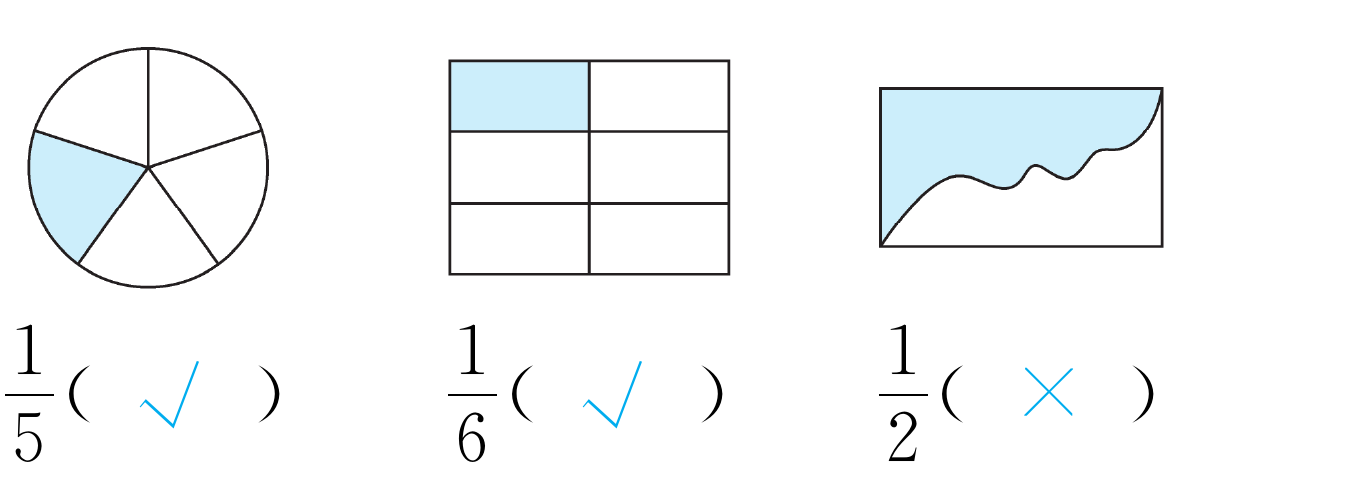 1/5( √ ) 1/6( √ ) 1/2( × )